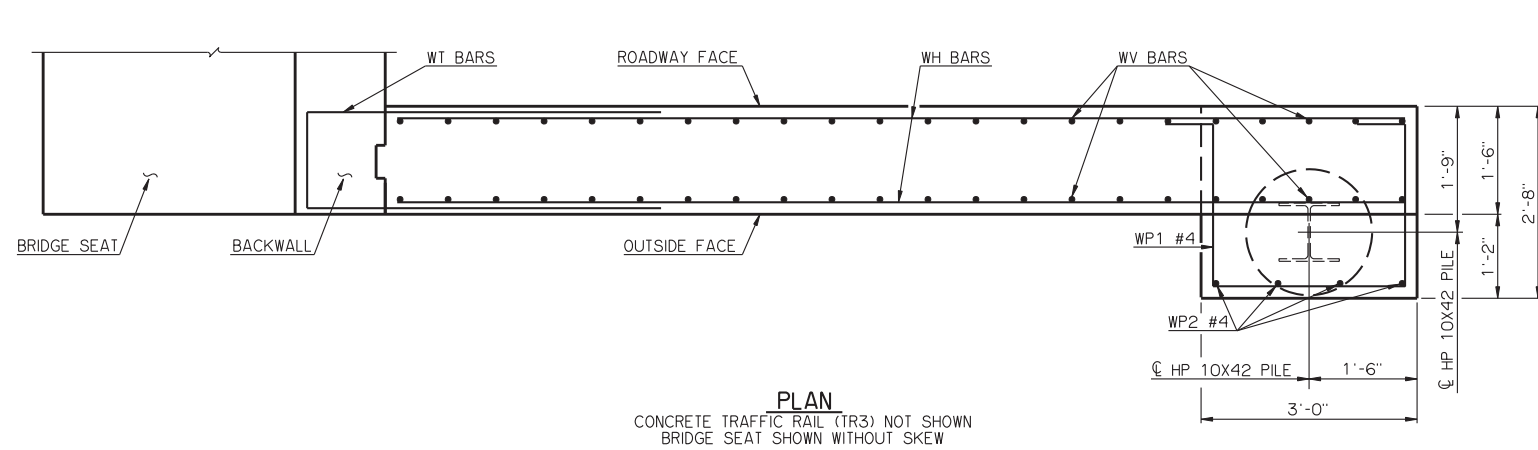 WT BARS
ROADWAY FACE
WH BARS
WV BARS
BRIDGE SEAT
BACKWALL
OUTSIDE FACE
WP1 #4
WP2 #4
1'-9"
1'-6"
2'-8"
1'-2"
℄ HP 10X42 PILE
℄ HP 10X42 PILE
1'-6"
3'-0"
PLAN
CONCRETE TRAFFIC RAIL (TR3) NOT SHOWN
BRIDGE SEAT SHOWN WITHOUT SKEW